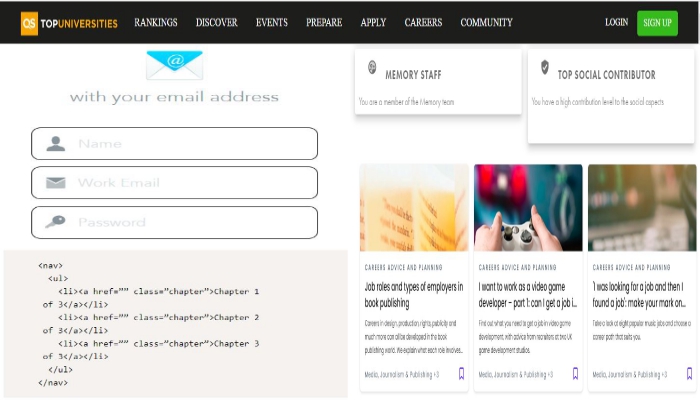 QS TOPUNIVERSITIES RANKINGS DISCOVER EVENTS PREPARE APPLY CAREERS COMMUNITY LOGIN SIGN UP
@
with your email address
Name
Work Email
Password
<nav>
<ul>
<li><a href="" class="chapter">Chapter 1
of 3</a></li>
<li><a href="" class="chapter">Chapter 2
of 3</a></li>
<li><a href="" class="chapter">Chapter 3
of 3</a></li>
</ul>
</nav>
MEMORY STAFF
You are a member of the Memory team
TOP SOCIAL CONTRIBUTOR
You have a high contribution level to the social aspects
CAREERS ADVICE AND PLANNING
Job roles and types of employers in
book publishing
Careers in design, production, rights, publicity and
much more can all be developed in the book
publishing world. We explain what each role involves...
Media, Journalism & Publishing +3
CAREERS ADVICE AND PLANNING
I want to work as a video game
developer – part 1: can I get a job i...
Find out what you need to get a job in video game
development, with advice from recruiters at two UK
game development studios.
Media, Journalism & Publishing +3
CAREERS ADVICE AND PLANNING
'I was looking for a job and then I
found a job': make your mark on...
Take a look at eight popular music jobs and choose a
career path that suits you.
Media, Journalism & Publishing +3